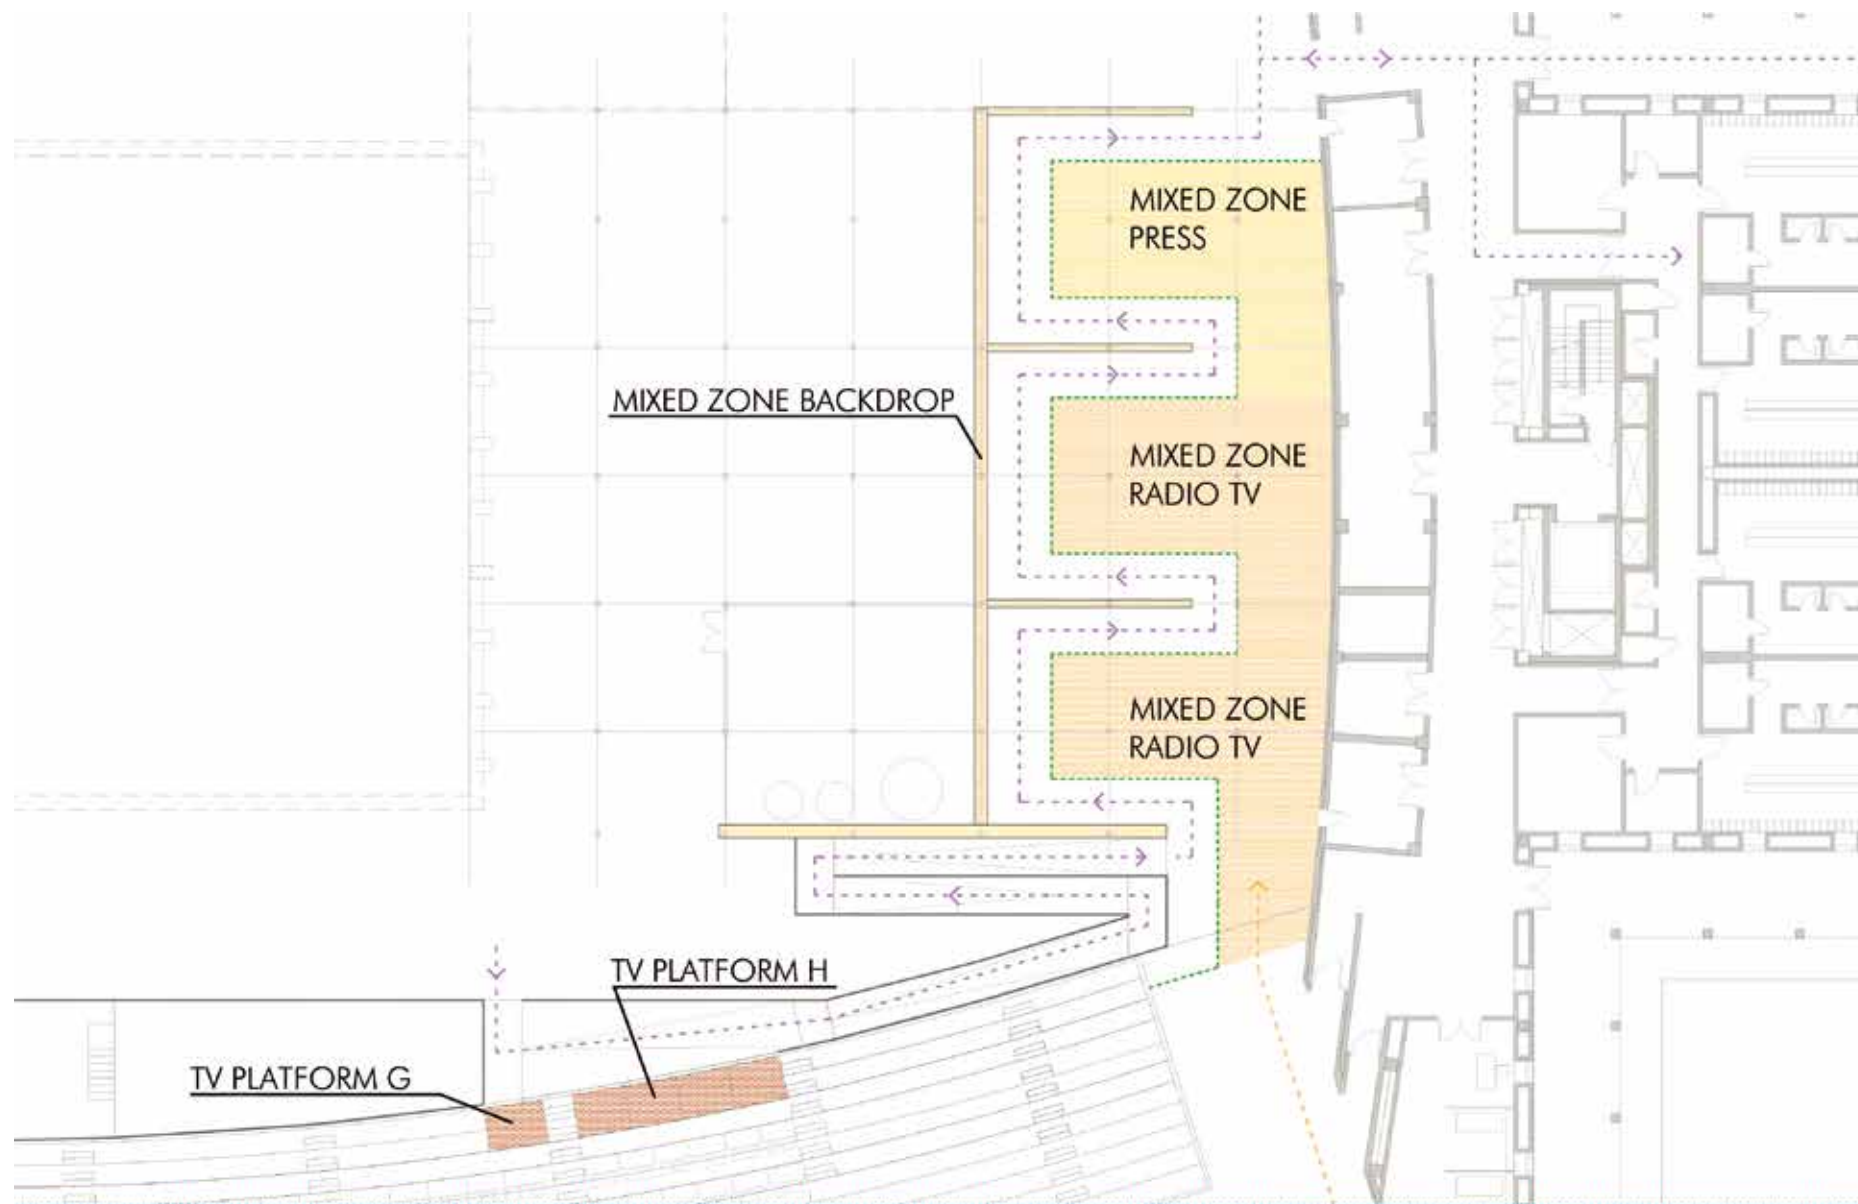 MIXED ZONE
PRESS
MIXED ZONE BACKDROP
MIXED ZONE
RADIO TV
MIXED ZONE
RADIO TV
TV PLATFORM H
TV PLATFORM G